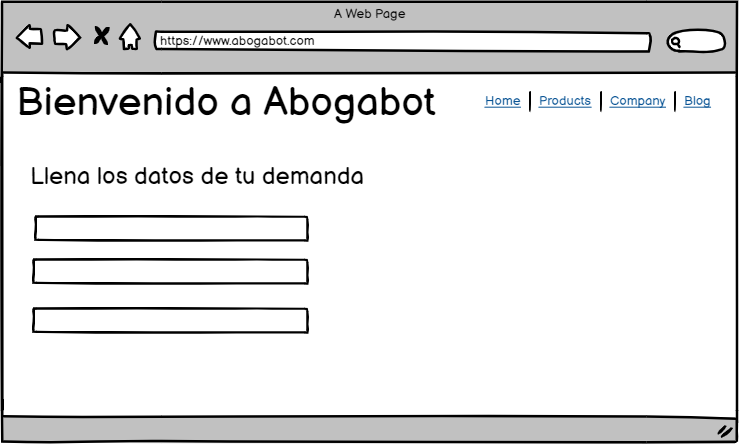 A Web Page
https://www.abogabot.com
Bienvenido a Abogabot
Home | Products | Company | Blog
Llena los datos de tu demanda